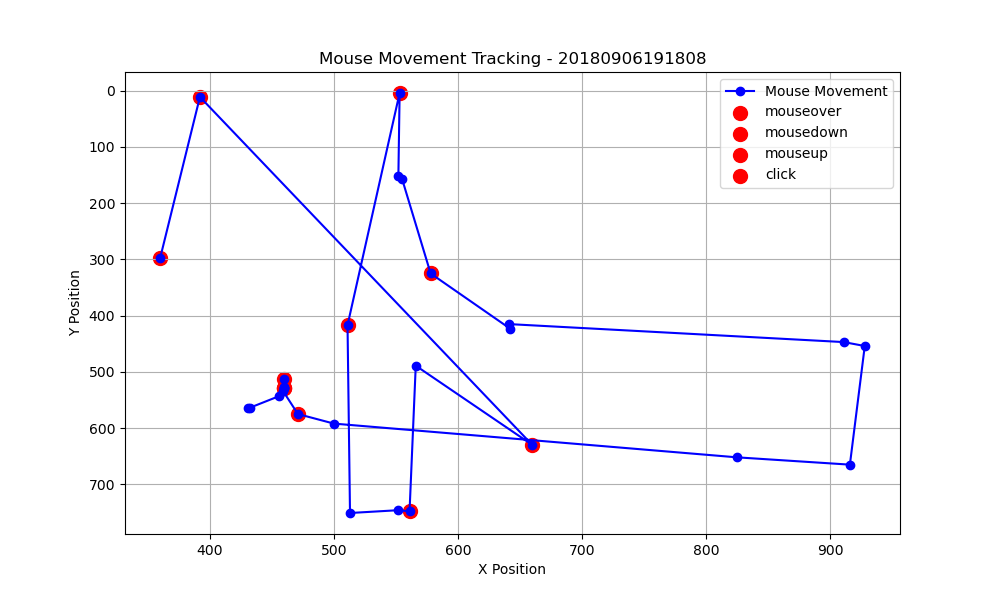 Mouse Movement Tracking - 20180906191808
Mouse Movement
mouseover
mousedown
mouseup
click
Y Position
0
100
200
300
400
500
600
700
400 500 600 700 800 900
X Position